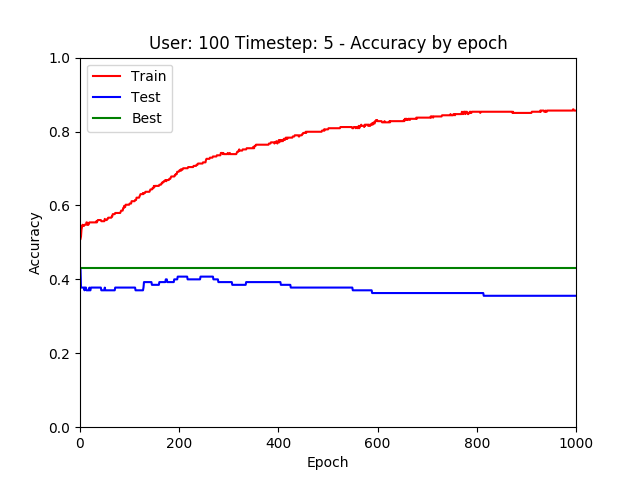 User: 100 Timestep: 5 - Accuracy by epoch
1.0
0.8
0.6
0.4
0.2
0.0
Accuracy
Train
Test
Best
0 200 400 600 800 1000
Epoch